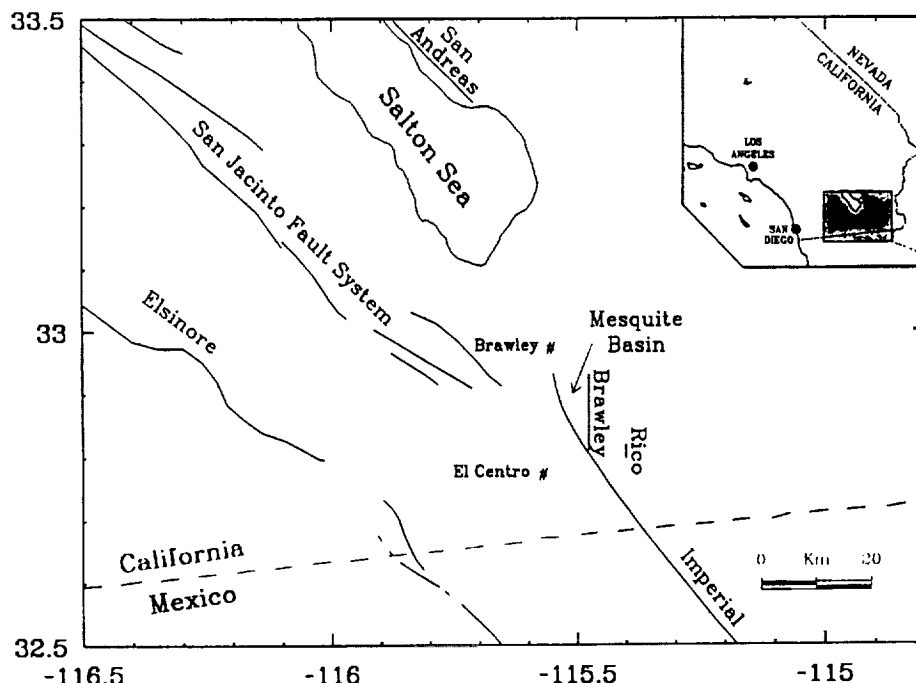 33.5
San
Andreas
NEVADA
CALIFORNIA
Salton Sea
LOS
ANGELES
San Jacinto Fault System
SAN
DIEGO
Elsinore
33
Mesquite
Basin
Brawley #
Brawley
Rico
El Centro #
California
Mexico
Imperial
0 Km 20
32.5
-116.5 -116 -115.5 -115